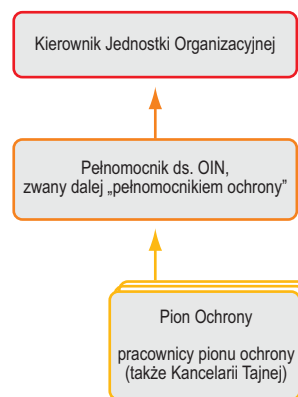 Kierownik Jednostki Organizacyjnej
Pełnomocnik ds. OIN,
zwany dalej „pełnomocnikiem ochrony”
Pion Ochrony
pracownicy pionu ochrony
(także Kancelarii Tajnej)